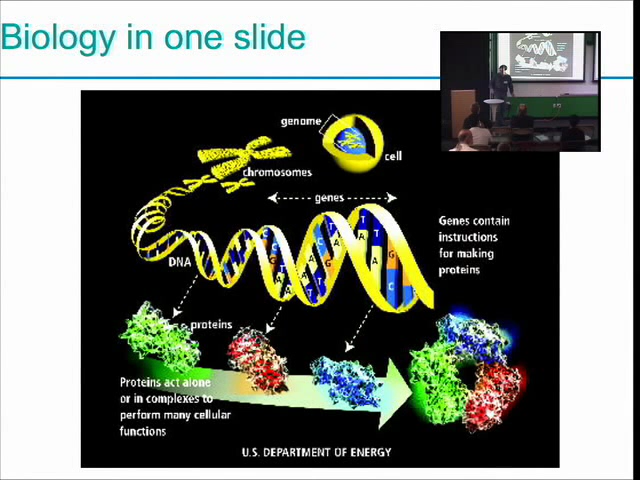 Biology in one slide
genome
cell
chromosomes
genes
Genes contain
instructions
for making
proteins
DNA
C
C
G
T
A
A
C
T
A
G
T
A
T
T
A
A
G
C
proteins
Proteins act alone
or in complexes to
perform many cellular
functions
U.S. DEPARTMENT OF ENERGY